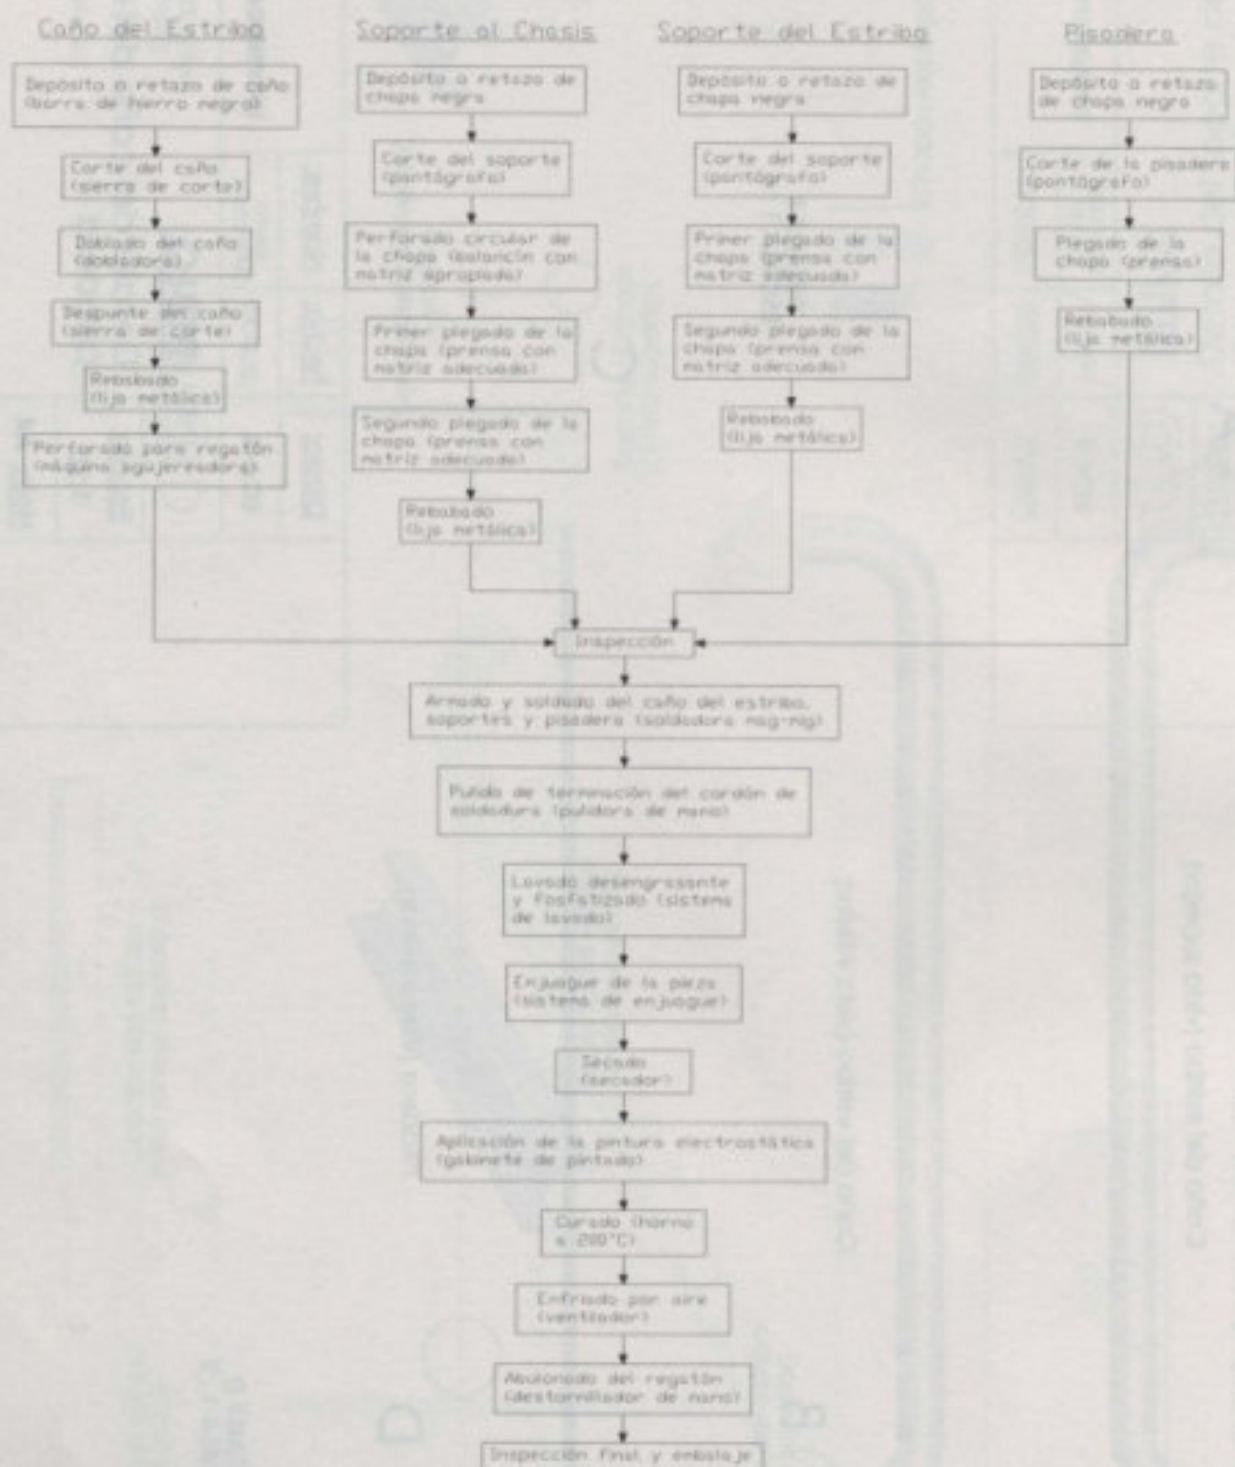 Caño del Estribo
Depósito o retazo de caño
(barra de hierro negro)
Corte del caño
(sierra de corte)
Doblado del caño
(dobladora)
Despunte del caño
(sierra de corte)
Rebabado
(lija metálica)
Perforado para regatón
(máquina agujereadora)
Soporte al Chasis
Depósito o retazo de
chapa negra
Corte del soporte
(pantógrafo)
Perforado circular de
la chapa (balancín con
matriz apropiada)
Primer plegado de la
chapa (prensa con
matriz adecuada)
Segundo plegado de la
chapa (prensa con
matriz adecuada)
Rebabado
(lija metálica)
Soporte del Estribo
Depósito o retazo de
chapa negra
Corte del soporte
(pantógrafo)
Primer plegado de la
chapa (prensa con
matriz adecuada)
Segundo plegado de la
chapa (prensa con
matriz adecuada)
Rebabado
(lija metálica)
Pisadera
Depósito o retazo
de chapa negra
Corte de la pisadera
(pantógrafo)
Plegado de la
chapa (prensa)
Rebabado
(lija metálica)
Inspección
Armado y soldado del caño del estribo,
soportes y pisadera (soldadora mag-mig)
Pulido de terminación del cordón de
soldadura (pulidora de mano)
Lavado desengrasante
y fosfatizado (sistema
de lavado)
Enjuague de la pieza
(sistema de enjuague)
Secado
(secador)
Aplicación de la pintura electrostática
(gabinete de pintado)
Curado (horno
a 200°C)
Enfriado por aire
(ventilador)
Abulonado del regatón
(destornillador de mano)
Inspección final y embalaje